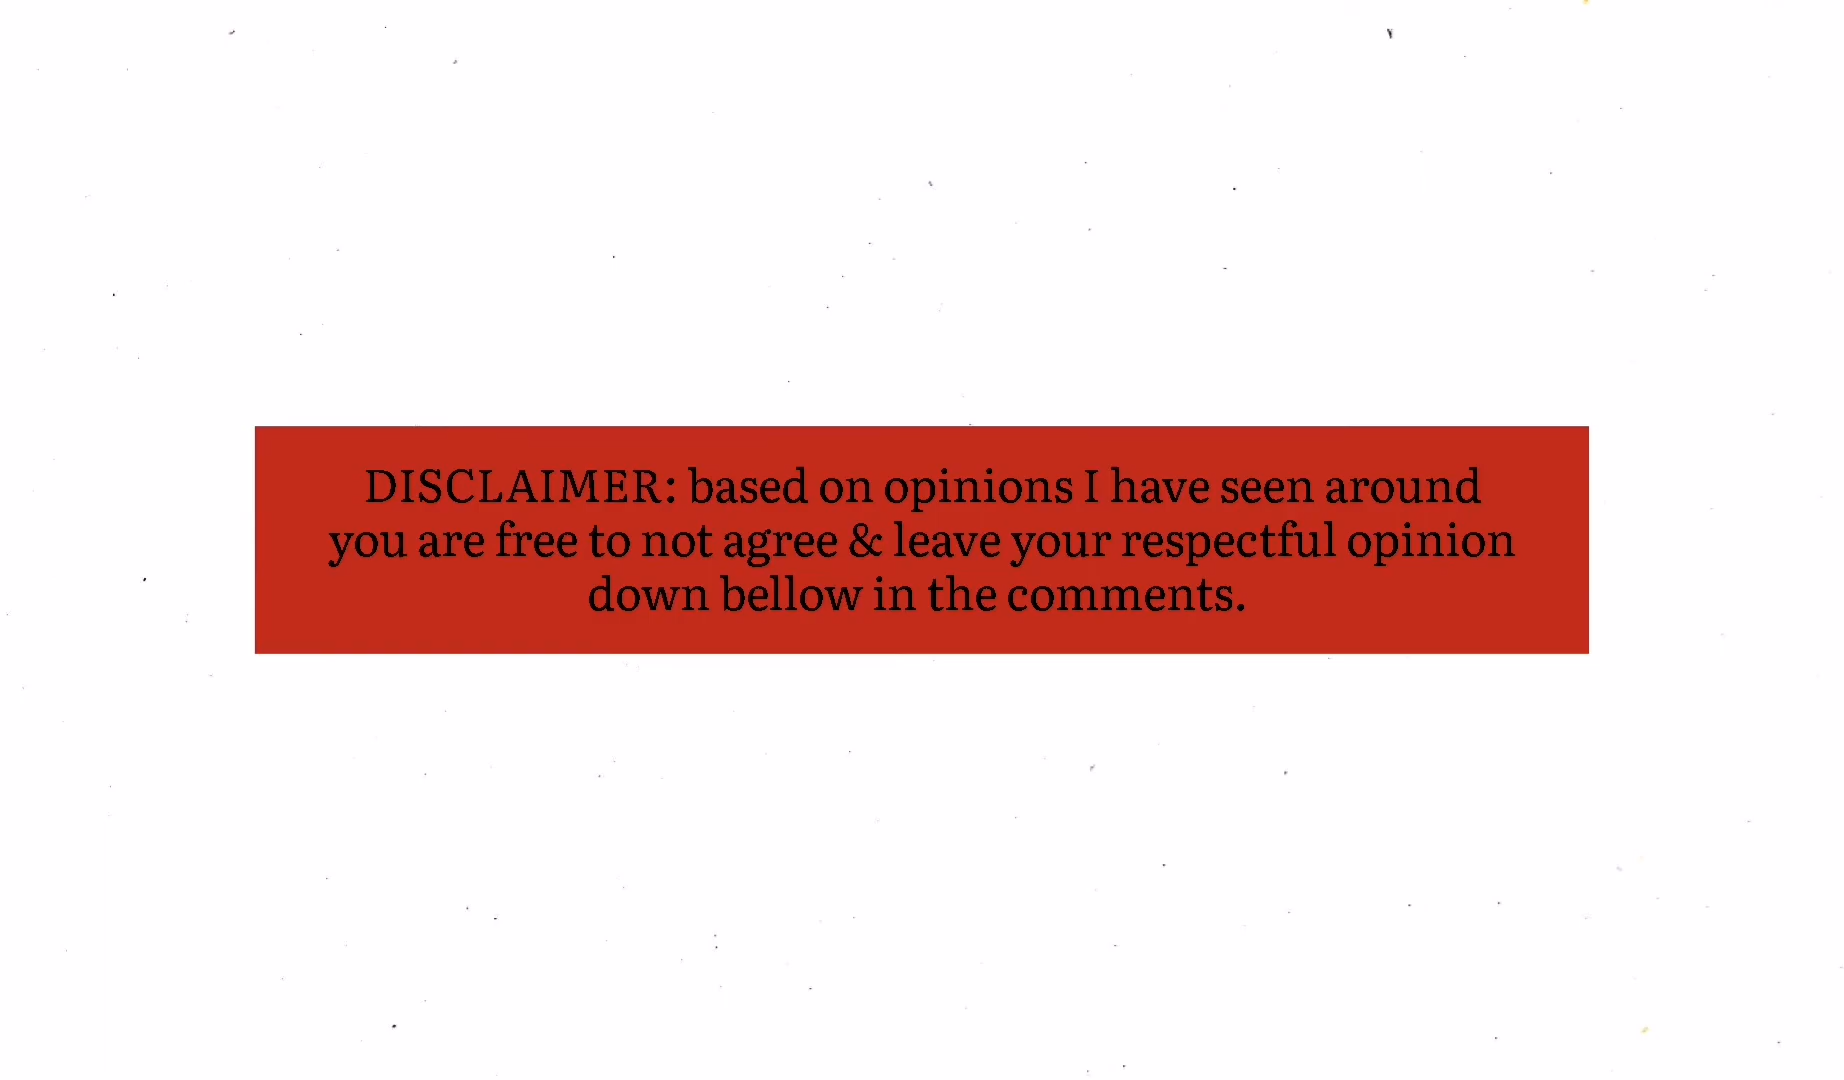 DISCLAIMER: based on opinions I have seen around
you are free to not agree & leave your respectful opinion
down bellow in the comments.